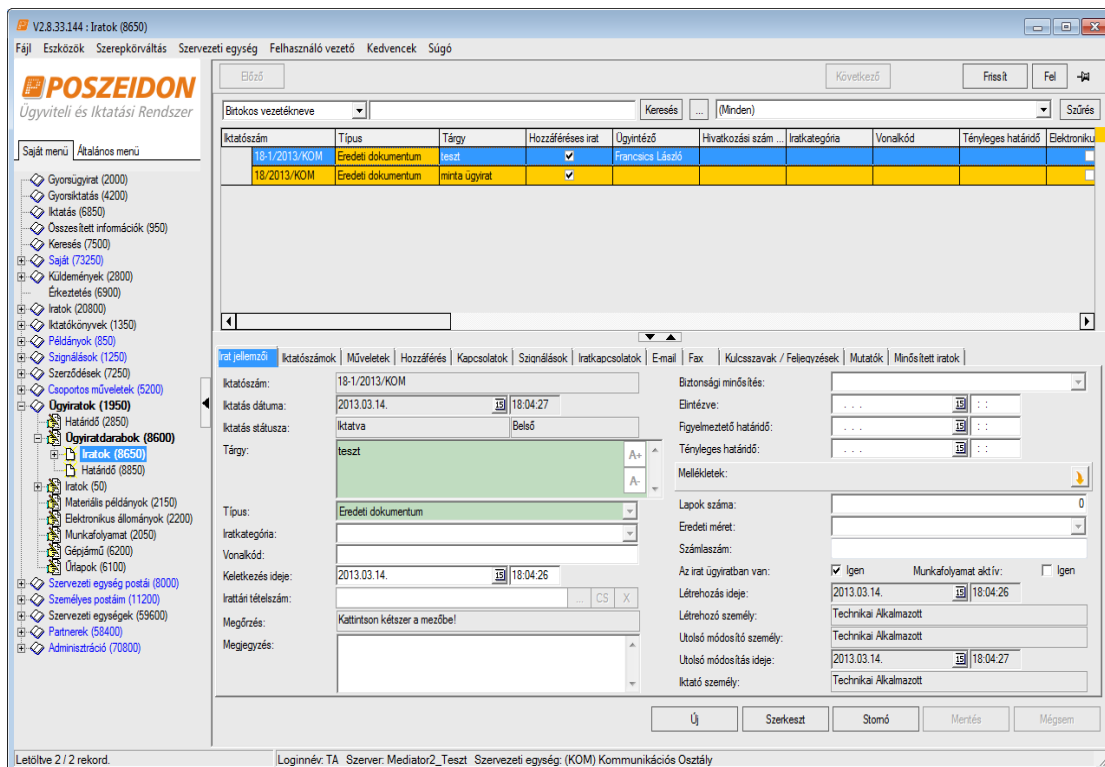 V2.8.33.144 : Iratok (8650)
Fájl Eszközök Szerepkörváltás Szervezeti egység Felhasználó vezető Kedvencek Súgó
POSZEIDON
Ügyviteli és Iktatási Rendszer
Saját menü Általános menü
Gyorsügyirat (2000)
Gyorsiktatás (4200)
Iktatás (6850)
Összesített információk (950)
Keresés (7500)
Saját (73250)
Küldemények (2800)
Érkeztetés (6900)
Iratok (20800)
Iktatókönyvek (1350)
Példányok (850)
Szignálások (1250)
Szerződések (7250)
Csoportos műveletek (5200)
Ügyiratok (1950)
Határidő (2850)
Ügyiratdarabok (8600)
Iratok (8650)
Határidő (8850)
Iratok (50)
Materiális példányok (2150)
Elektronikus állományok (2200)
Munkafolyamat (2050)
Gépjármű (6200)
Űrlapok (6100)
Szervezeti egység postái (8000)
Személyes postáim (11200)
Szervezeti egységek (59600)
Partnerek (58400)
Adminisztráció (70800)
Előző Következő Frissít Fel
Birtokos vezetékneve Keresés ... (Minden) Szűrés
Iktatószám Típus Tárgy Hozzáféréses irat Ügyintéző Hivatkozási szám ... Iratkategória Vonalkód Tényleges határidő Elektroniku
18-1/2013/KOM Eredeti dokumentum teszt Francsics László
18/2013/KOM Eredeti dokumentum minta ügyirat
Irat jellemzői Iktatószámok Műveletek Hozzáférés Kapcsolatok Szignálások Iratkapcsolatok E-mail Fax Kulcsszavak / Feljegyzések Mutatók Minősített iratok
Iktatószám: 18-1/2013/KOM
Iktatás dátuma: 2013.03.14. 15 18:04:27
Iktatás státusza: Iktatva Belső
Tárgy: teszt A+
A-
Típus: Eredeti dokumentum
Iratkategória:
Vonalkód:
Keletkezés ideje: 2013.03.14. 15 18:04:26
Irattári tételszám: ... CS X
Megőrzés: Kattintson kétszer a mezőbe!
Megjegyzés:
Biztonsági minősítés:
Elintézve: . . . 15 : :
Figyelmeztető határidő: . . . 15 : :
Tényleges határidő: . . . 15 : :
Mellékletek:
Lapok száma: 0
Eredeti méret:
Számlaszám:
Az irat ügyiratban van: Igen Munkafolyamat aktív: Igen
Létrehozás ideje: 2013.03.14. 15 18:04:26
Létrehozó személy: Technikai Alkalmazott
Utolsó módosító személy: Technikai Alkalmazott
Utolsó módosítás ideje: 2013.03.14. 15 18:04:27
Iktató személy: Technikai Alkalmazott
Új Szerkeszt Stornó Mentés Mégsem
Letöltve 2 / 2 rekord. Loginnév: TA Szerver: Mediator2_Teszt Szervezeti egység: (KOM) Kommunikációs Osztály